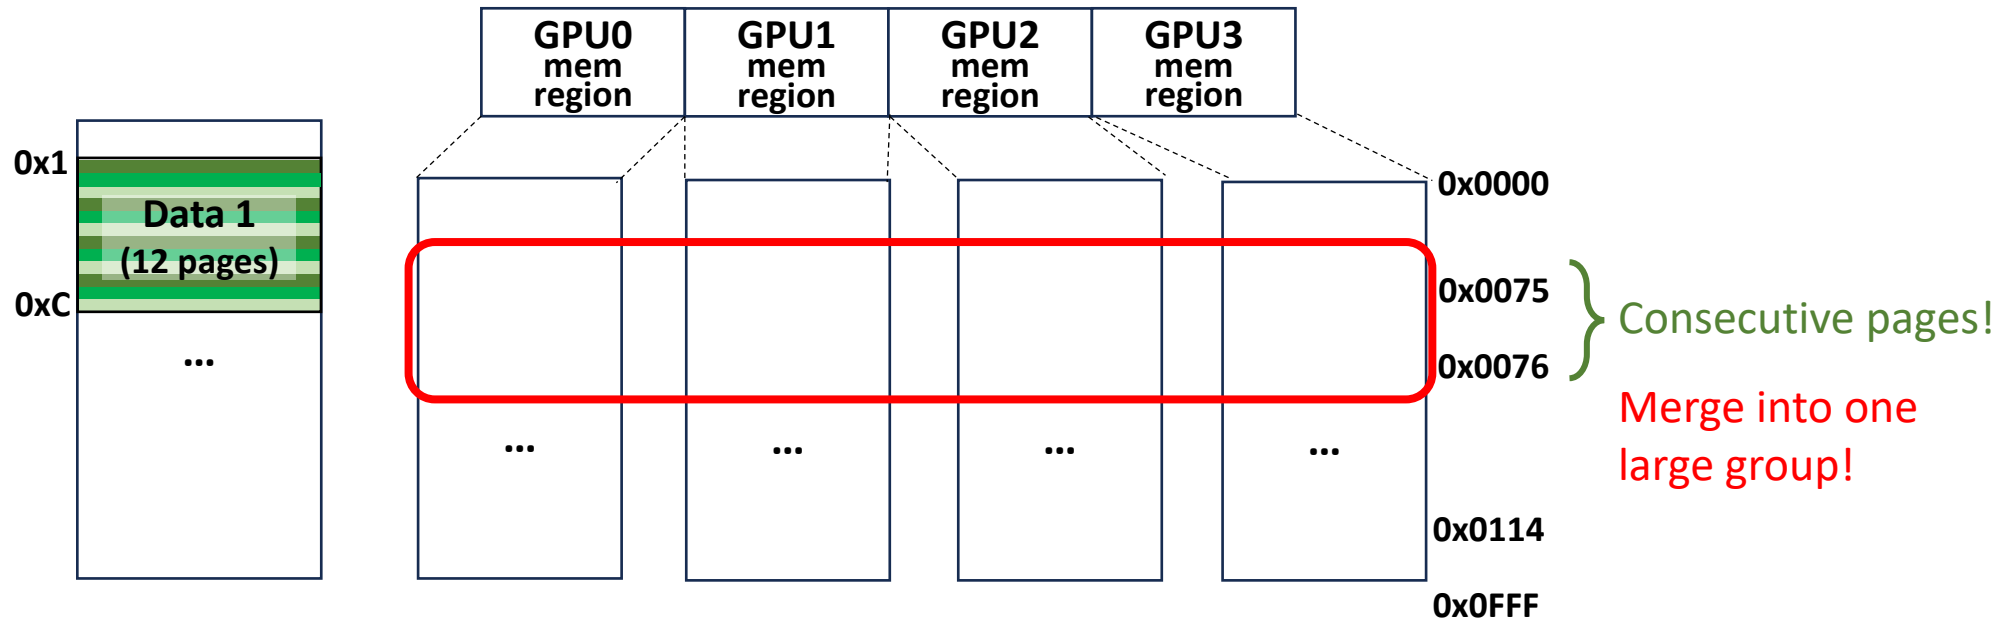 GPU0
mem
region
GPU1
mem
region
GPU2
mem
region
GPU3
mem
region
0x1
Data 1
(12 pages)
0xC
...
...
...
...
...
0x0000
0x0075
0x0076
0x0114
0x0FFF
Consecutive pages!
Merge into one
large group!